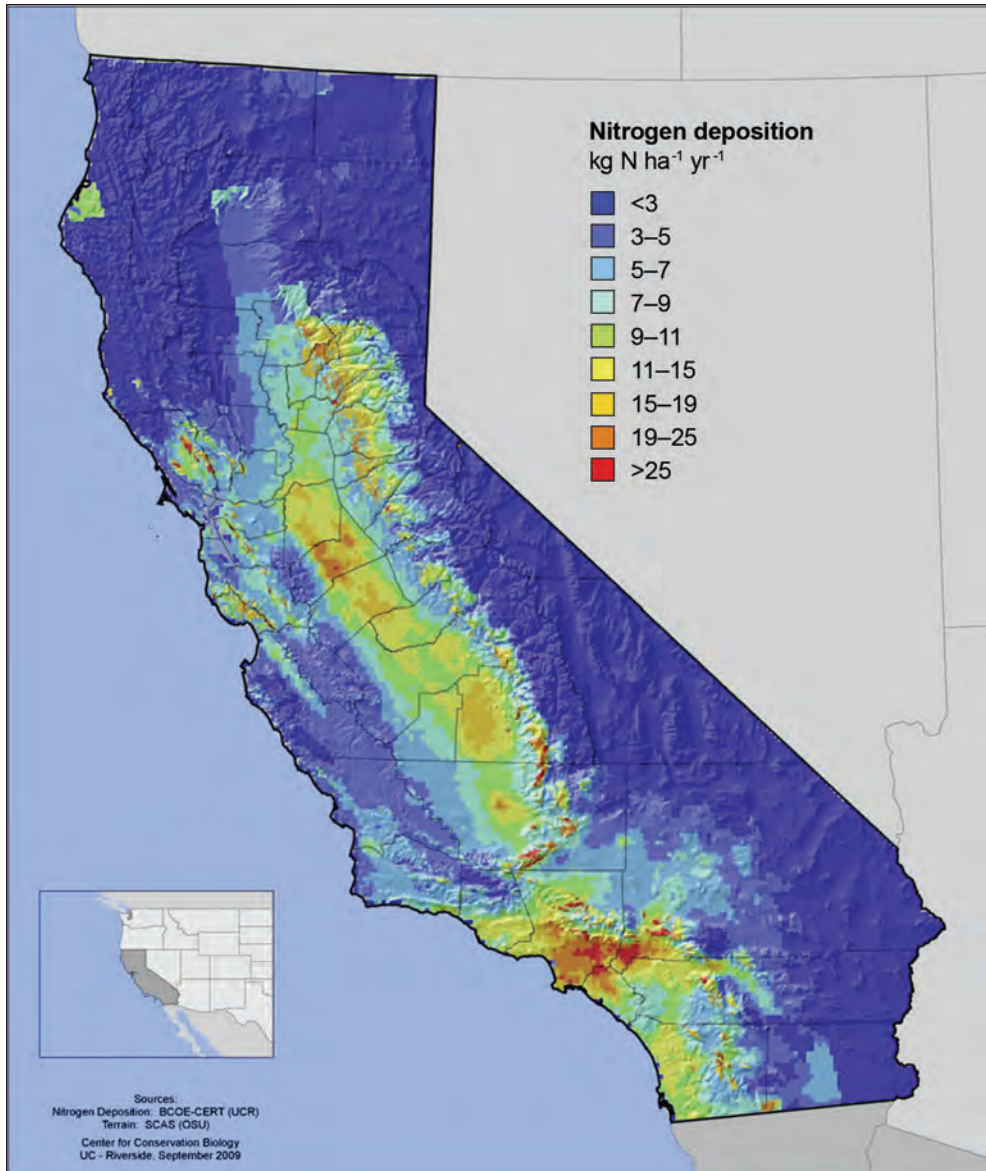 Nitrogen deposition
kg N ha⁻¹ yr⁻¹
<3
3–5
5–7
7–9
9–11
11–15
15–19
19–25
>25
Sources:
Nitrogen Deposition: BCOE-CERT (UCR)
Terrain: SCAS (OSU)
Center for Conservation Biology
UC - Riverside, September 2009